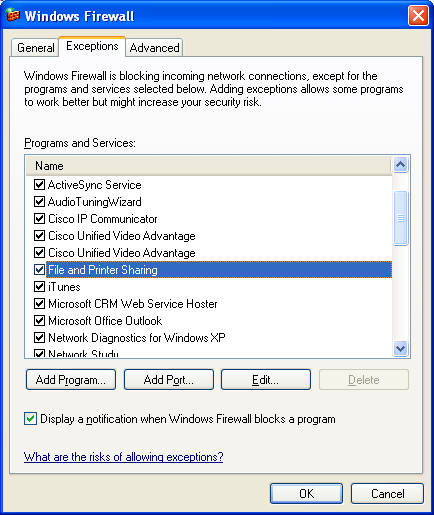 Windows Firewall
General
Exceptions
Advanced
Windows Firewall is blocking incoming network connections, except for the
programs and services selected below. Adding exceptions allows some programs
to work better but might increase your security risk.
Programs and Services:
Name
ActiveSync Service
AudioTuningWizard
Cisco IP Communicator
Cisco Unified Video Advantage
Cisco Unified Video Advantage
File and Printer Sharing
iTunes
Microsoft CRM Web Service Hoster
Microsoft Office Outlook
Network Diagnostics for Windows XP
Network Study
Add Program...
Add Port...
Edit...
Delete
Display a notification when Windows Firewall blocks a program
What are the risks of allowing exceptions?
OK
Cancel